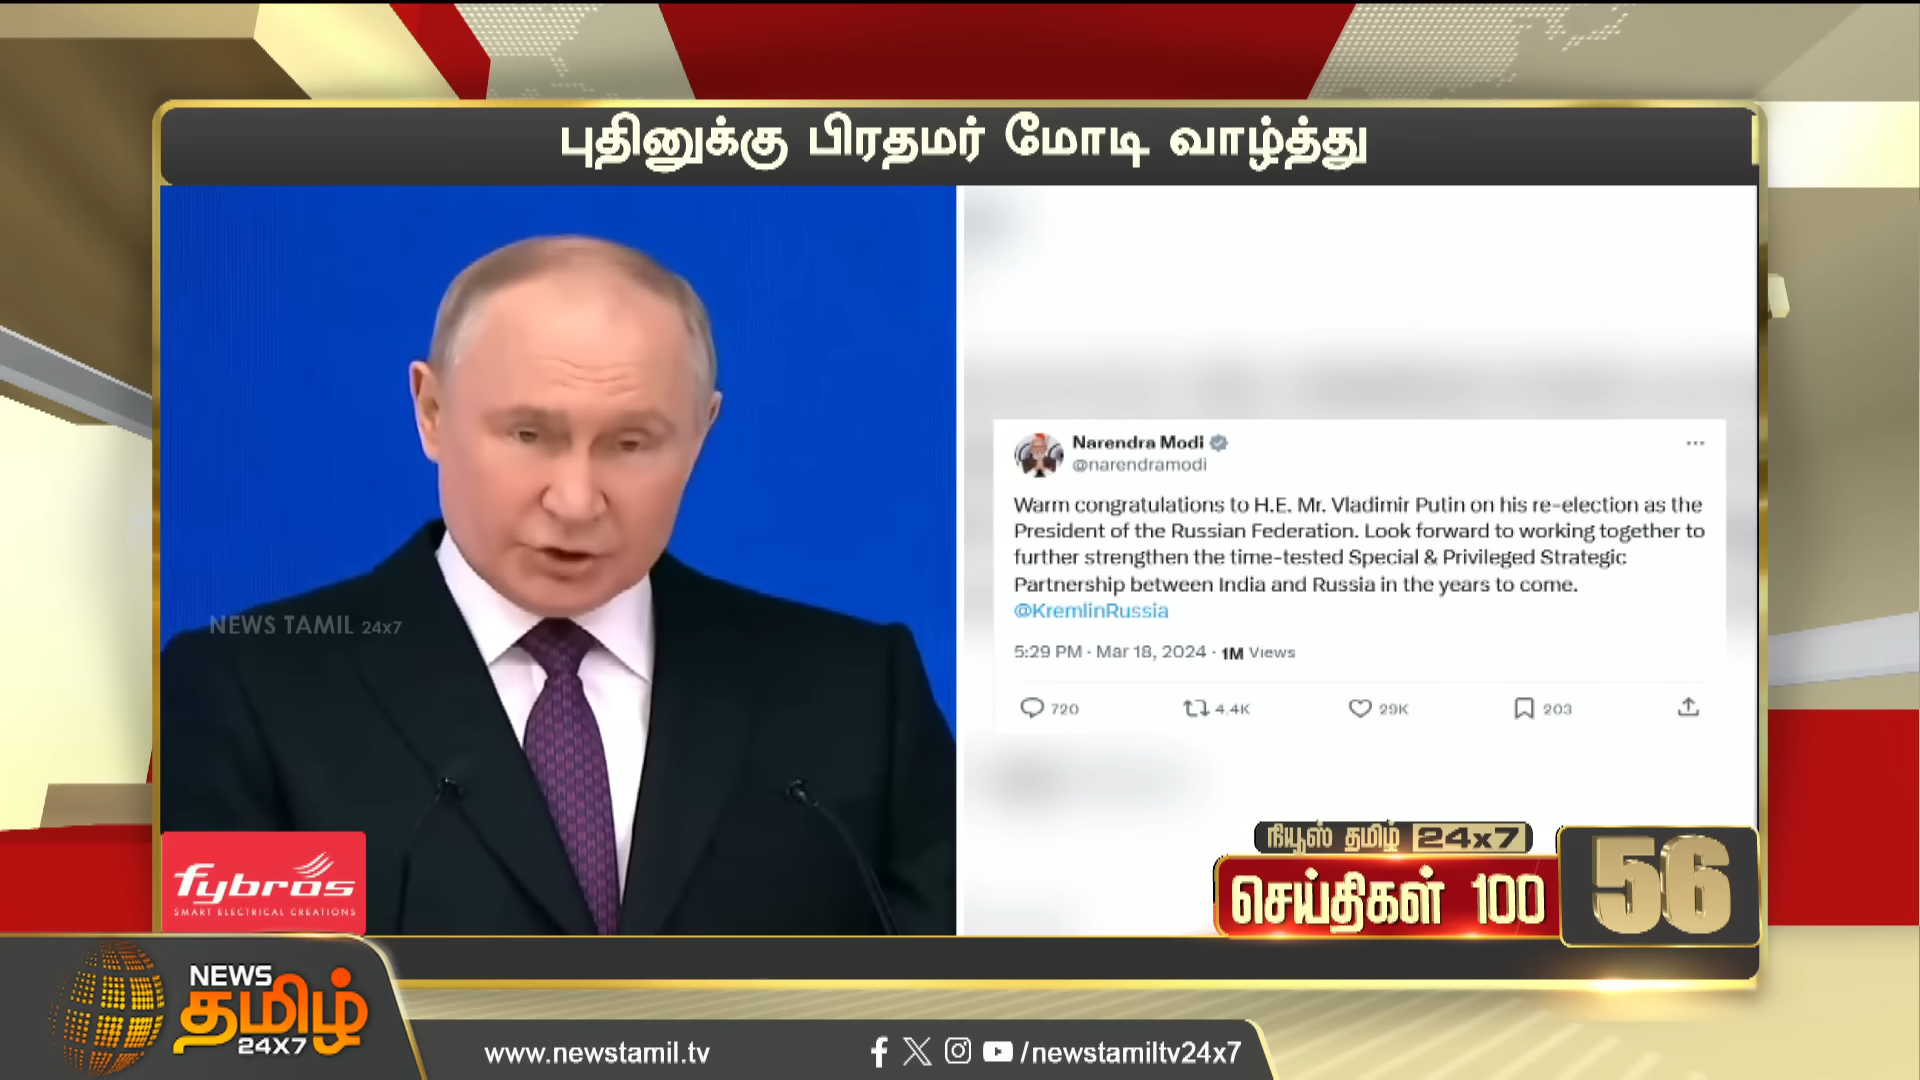 புதினுக்கு பிரதமர் மோடி வாழ்த்து
NEWS TAMIL 24x7
Narendra Modi
@narendramodi
Warm congratulations to H.E. Mr. Vladimir Putin on his re-election as the
President of the Russian Federation. Look forward to working together to
further strengthen the time-tested Special & Privileged Strategic
Partnership between India and Russia in the years to come.
@KremlinRussia
5:29 PM · Mar 18, 2024 · 1M Views
720 4.4K 29K 203
fybros
SMART ELECTRICAL CREATIONS
நியூஸ் தமிழ் 24x7
செய்திகள் 100 56
NEWS
தமிழ்
24X7
www.newstamil.tv /newstamiltv24x7